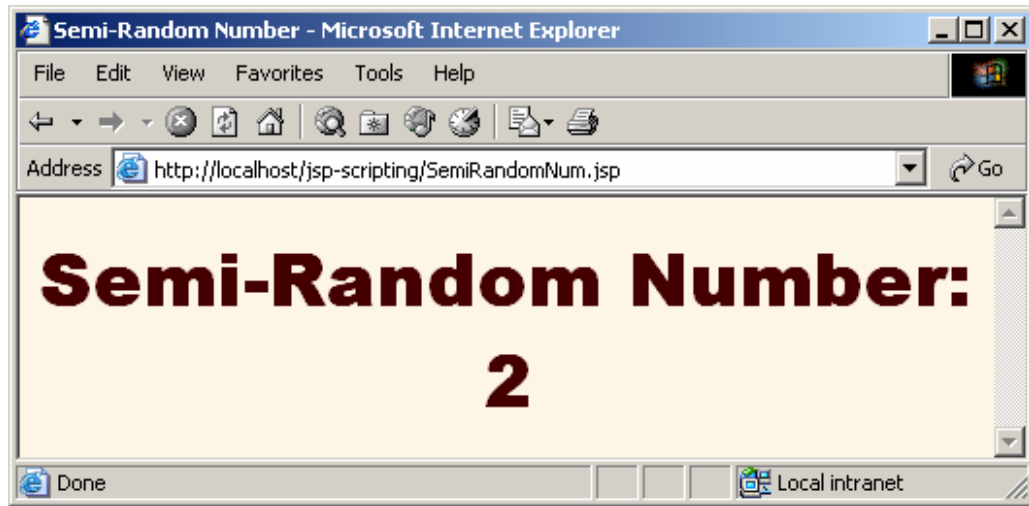 Semi-Random Number - Microsoft Internet Explorer
File Edit View Favorites Tools Help
Address http://localhost/jsp-scripting/SemiRandomNum.jsp Go
Semi-Random Number:
2
Done Local intranet